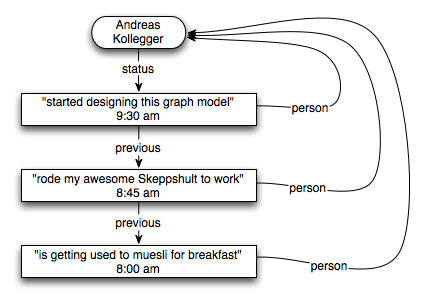 Andreas
Kollegger
status
"started designing this graph model"
9:30 am
person
previous
"rode my awesome Skeppshult to work"
8:45 am
person
previous
"is getting used to muesli for breakfast"
8:00 am
person